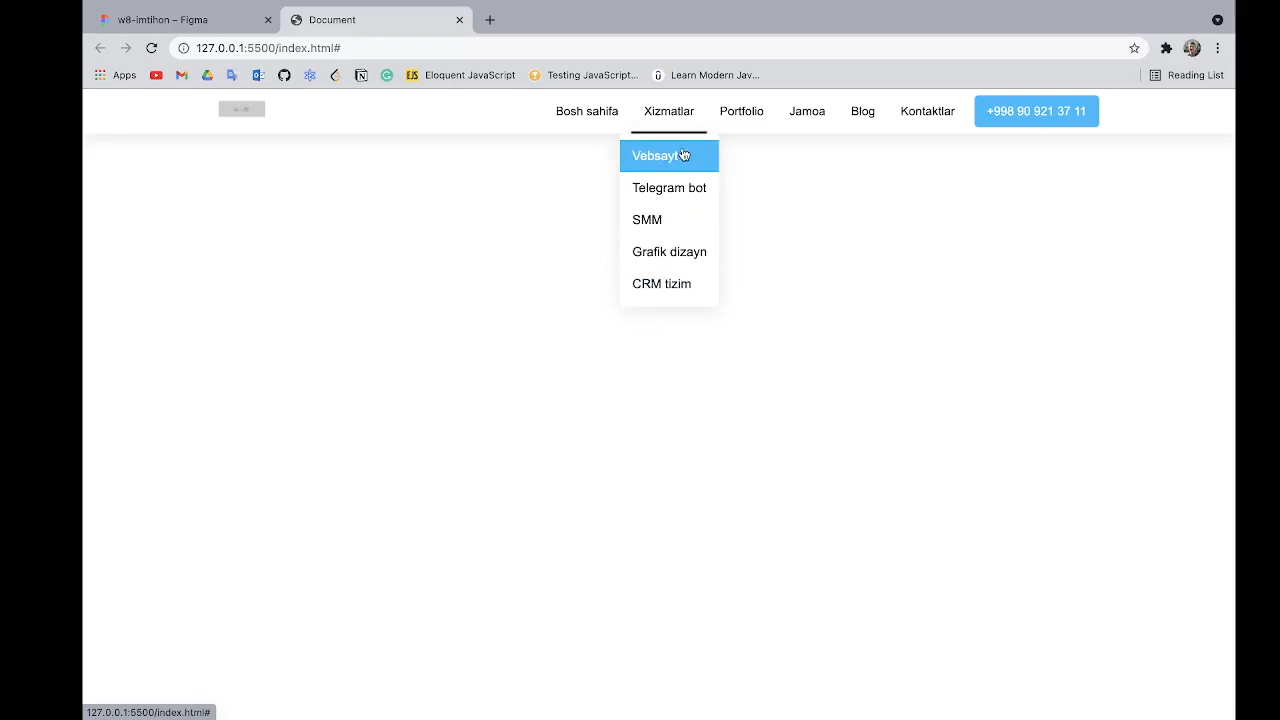 w8-imtihon – Figma
Document
127.0.0.1:5500/index.html#
Apps
EJS Eloquent JavaScript
Testing JavaScript...
Learn Modern Jav...
Reading List
Bosh sahifa
Xizmatlar
Portfolio
Jamoa
Blog
Kontaktlar
+998 90 921 37 11
Vebsayt
Telegram bot
SMM
Grafik dizayn
CRM tizim
127.0.0.1:5500/index.html#